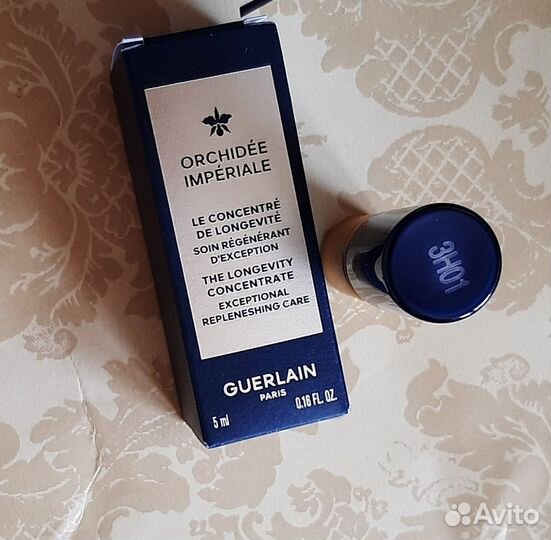 ORCHIDÉE
IMPÉRIALE
LE CONCENTRÉ
DE LONGEVITÉ
SOIN RÉGÉNÉRANT
D'EXCEPTION
THE LONGEVITY
CONCENTRATE
EXCEPTIONAL
REPLENESHING CARE
GUERLAIN
PARIS
5 ml 0.16 FL. OZ.
3H01
Avito